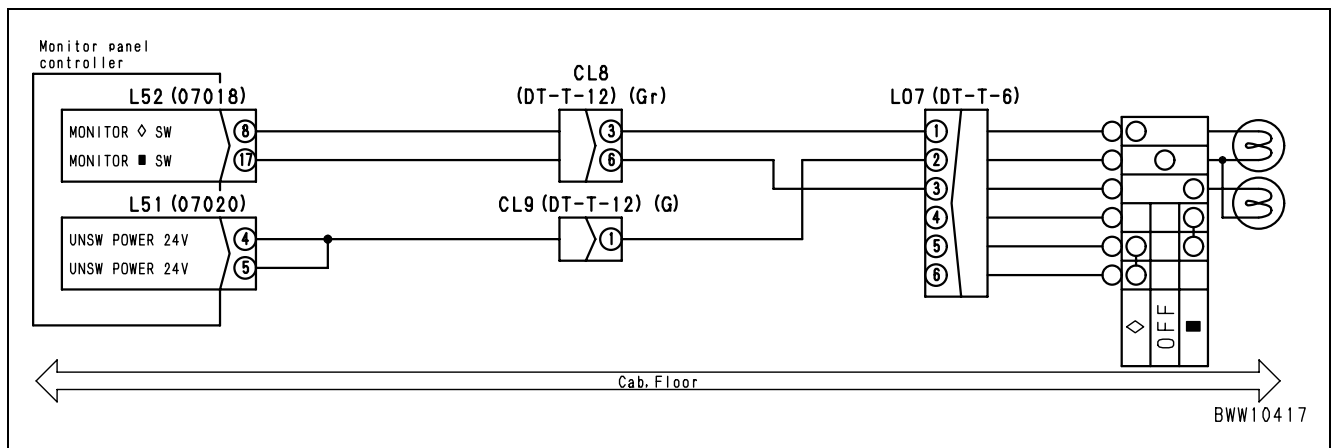 Monitor panel
controller
L52 (07018)
MONITOR ◇ SW 8
MONITOR ■ SW 17
L51 (07020)
UNSW POWER 24V 4
UNSW POWER 24V 5
CL8
(DT-T-12) (Gr)
3
6
CL9 (DT-T-12) (G)
1
L07 (DT-T-6)
1
2
3
4
5
6
◇ OFF ■
Cab, Floor
BWW10417